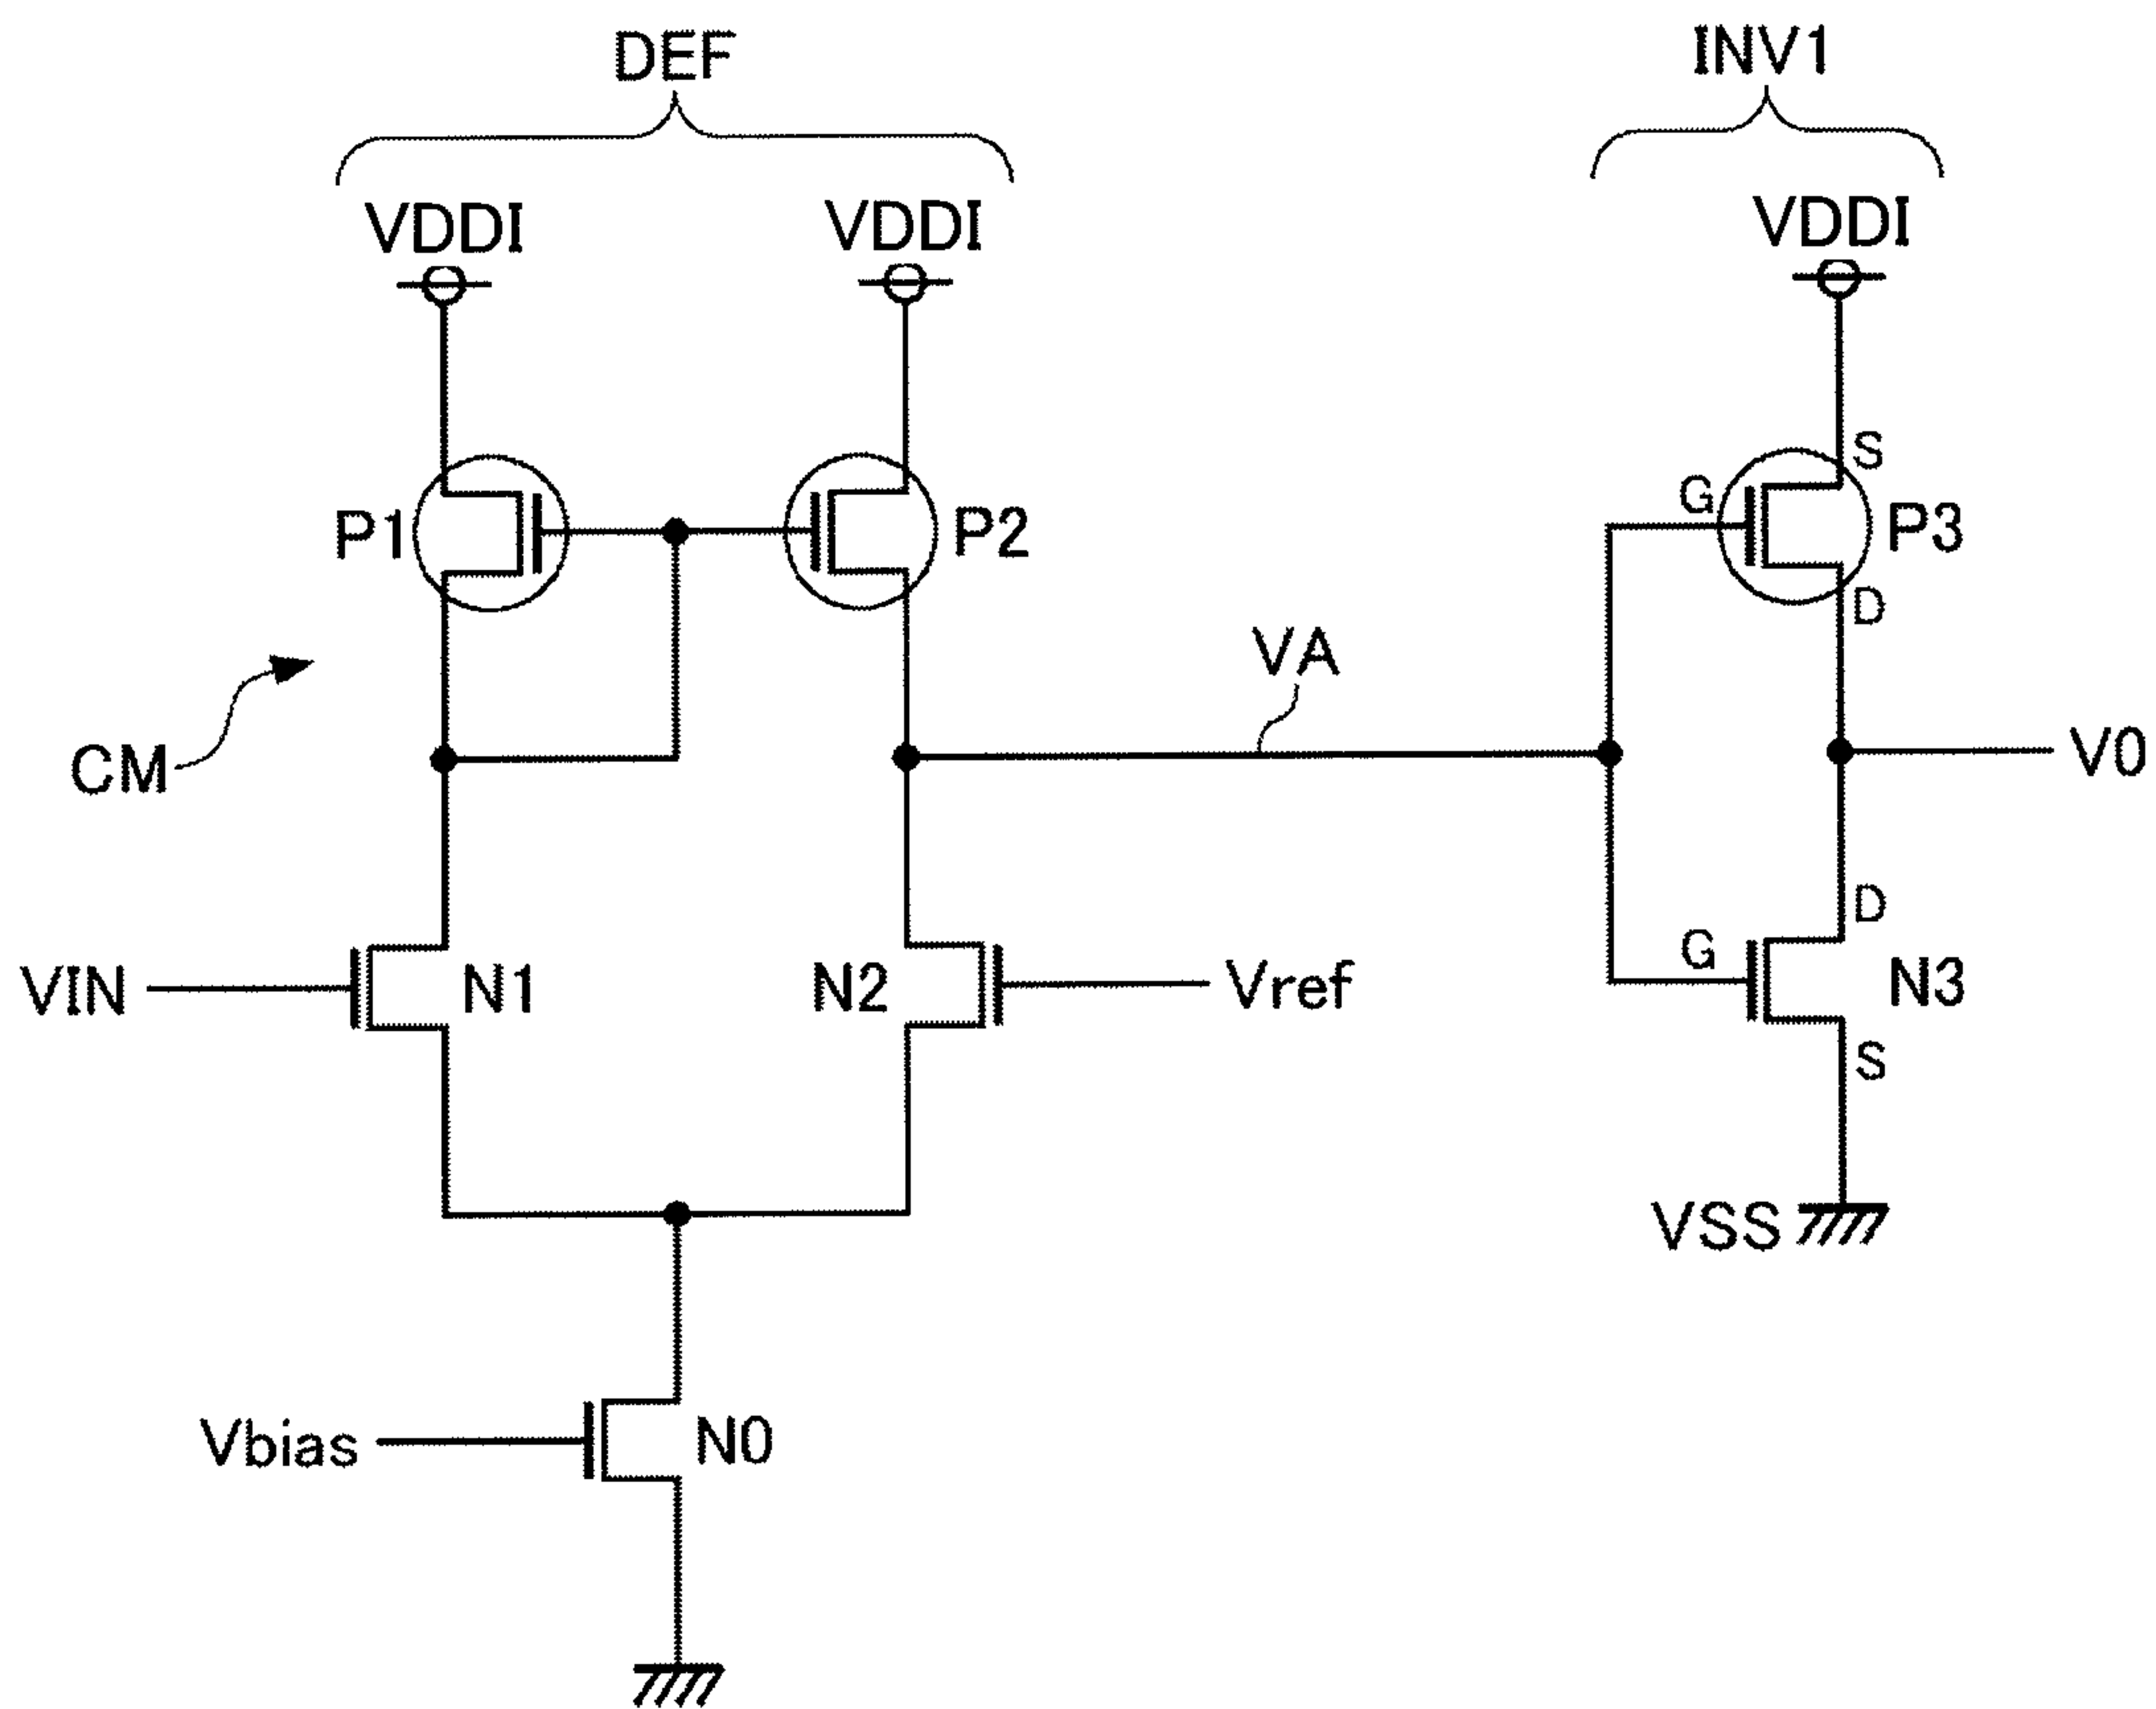 DEF
INV1
VDDI
VDDI
VDDI
P1
P2
G
S
P3
D
CM
VA
V0
VIN
N1
N2
Vref
D
G
N3
S
VSS
Vbias
N0